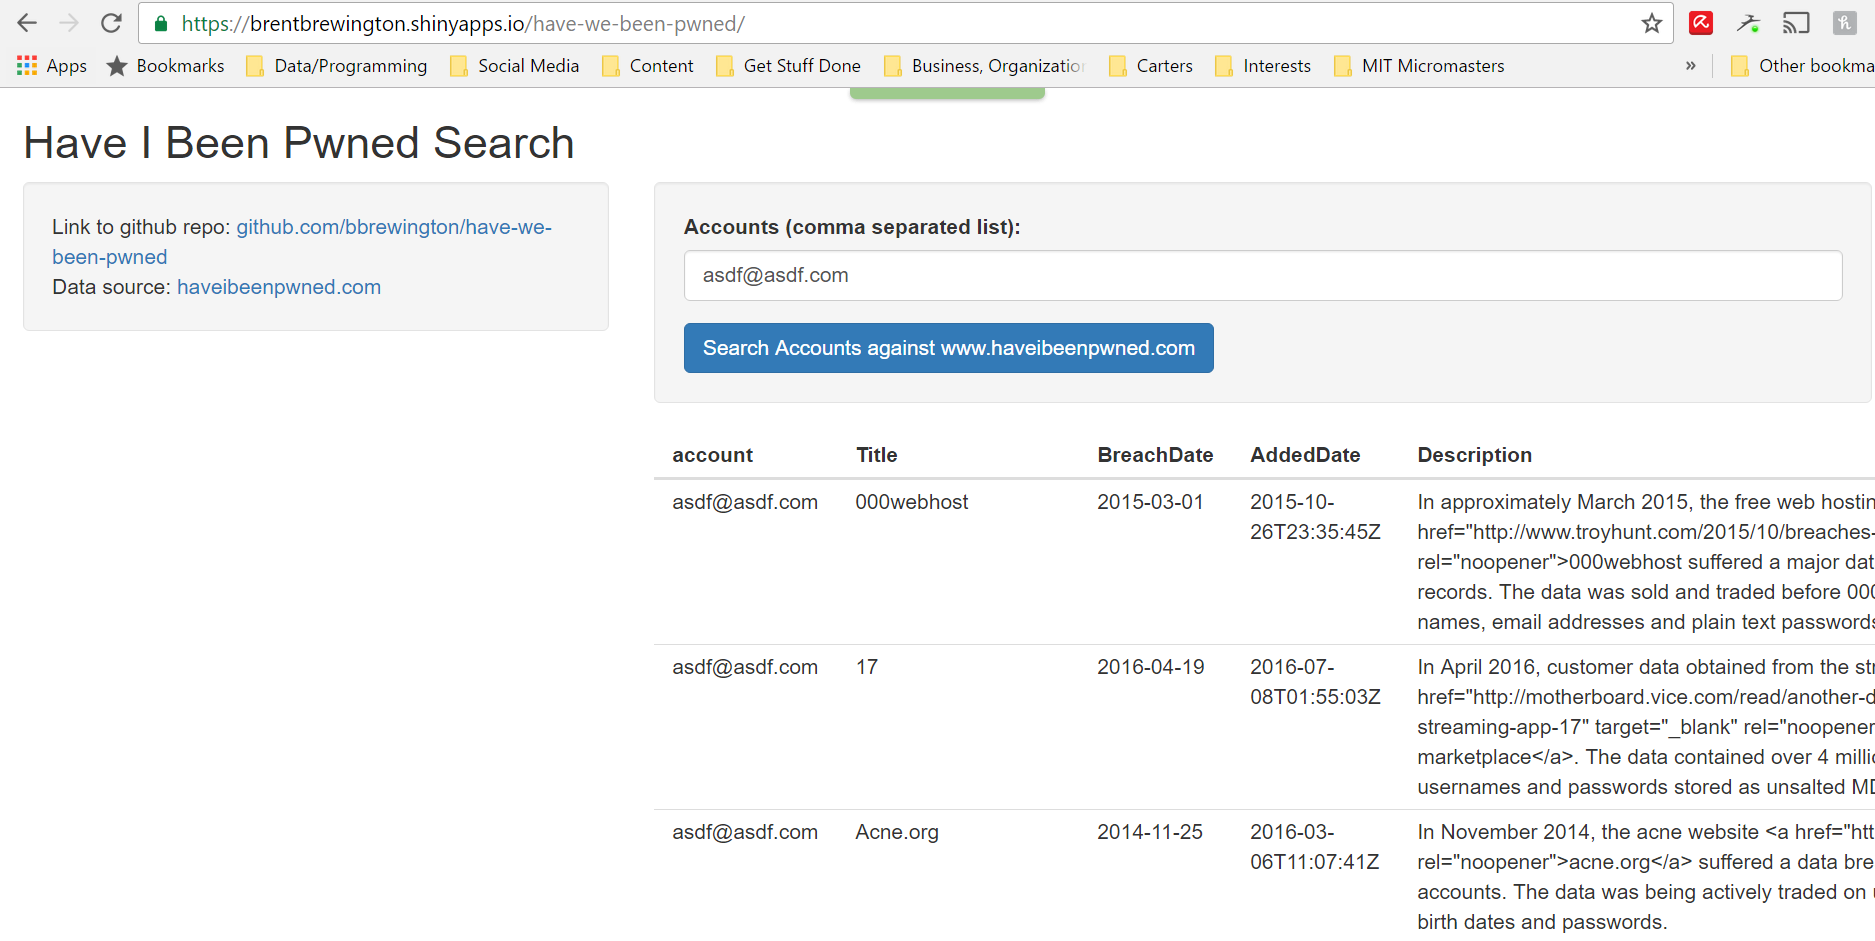 https://brentbrewington.shinyapps.io/have-we-been-pwned/
Apps Bookmarks Data/Programming Social Media Content Get Stuff Done Business, Organization Carters Interests MIT Micromasters » Other bookma
Have I Been Pwned Search
Link to github repo: github.com/bbrewington/have-we-
been-pwned
Data source: haveibeenpwned.com
Accounts (comma separated list):
asdf@asdf.com
Search Accounts against www.haveibeenpwned.com
account Title BreachDate AddedDate Description
asdf@asdf.com 000webhost 2015-03-01 2015-10- In approximately March 2015, the free web hostin
26T23:35:45Z href="http://www.troyhunt.com/2015/10/breaches-
rel="noopener">000webhost suffered a major dat
records. The data was sold and traded before 000
names, email addresses and plain text passwords
asdf@asdf.com 17 2016-04-19 2016-07- In April 2016, customer data obtained from the str
08T01:55:03Z href="http://motherboard.vice.com/read/another-d
streaming-app-17" target="_blank" rel="noopener
marketplace</a>. The data contained over 4 millio
usernames and passwords stored as unsalted MD
asdf@asdf.com Acne.org 2014-11-25 2016-03- In November 2014, the acne website <a href="htt
06T11:07:41Z rel="noopener">acne.org</a> suffered a data bre
accounts. The data was being actively traded on
birth dates and passwords.